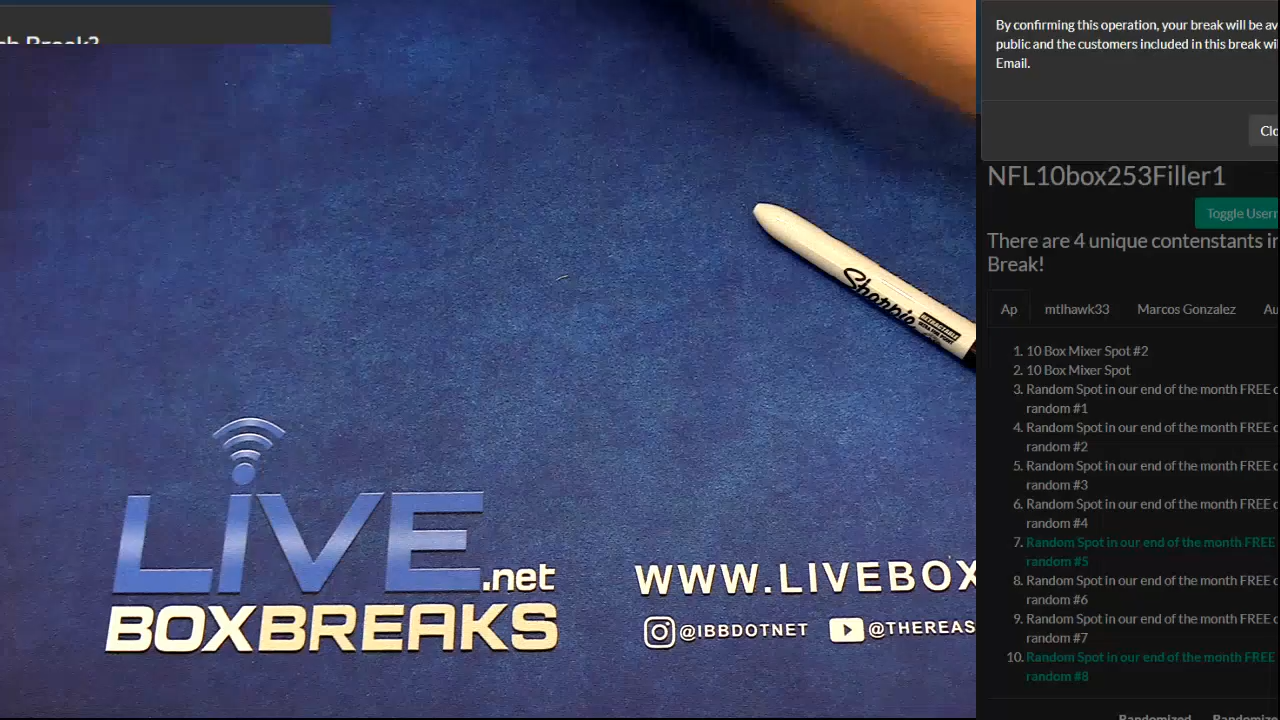 By confirming this operation, your break will be av
public and the customers included in this break wi
Email.
Clo
NFL10box253Filler1
Toggle Usern
There are 4 unique contenstants in
Break!
Ap mtlhawk33 Marcos Gonzalez Au
1. 10 Box Mixer Spot #2
2. 10 Box Mixer Spot
3. Random Spot in our end of the month FREE
random #1
4. Random Spot in our end of the month FREE
random #2
5. Random Spot in our end of the month FREE
random #3
6. Random Spot in our end of the month FREE
random #4
7. Random Spot in our end of the month FREE
random #5
8. Random Spot in our end of the month FREE
random #6
9. Random Spot in our end of the month FREE
random #7
10. Random Spot in our end of the month FREE
random #8
Sharpie
RETRACTABLE
LIVE.net
BOXBREAKS
WWW.LIVEBOX
@IBBDOTNET @THEREAS